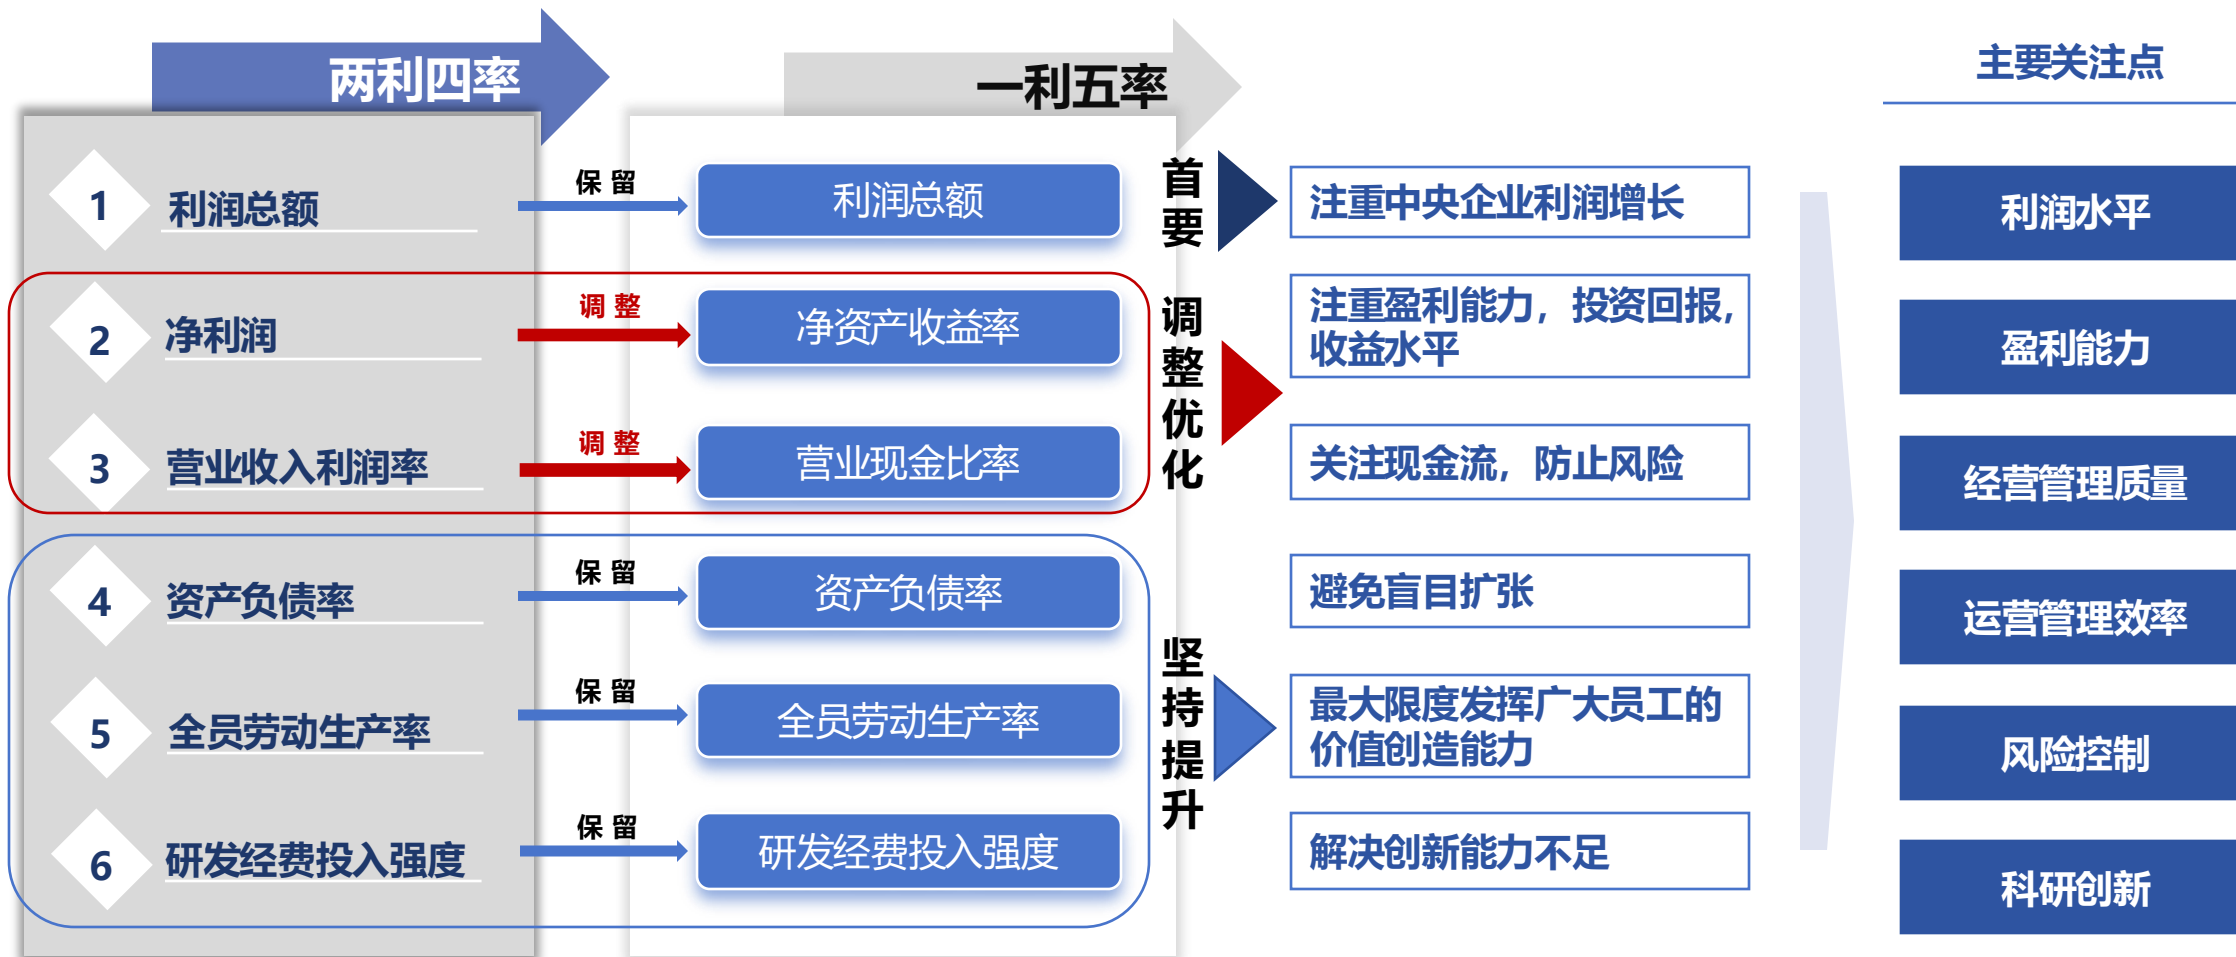 两利四率
一利五率
主要关注点
1
利润总额
保 留
利润总额
首要
注重中央企业利润增长
利润水平
2
净利润
调 整
净资产收益率
调整优化
注重盈利能力，投资回报，
收益水平
盈利能力
3
营业收入利润率
调 整
营业现金比率
关注现金流，防止风险
经营管理质量
4
资产负债率
保 留
资产负债率
坚持提升
避免盲目扩张
运营管理效率
5
全员劳动生产率
保 留
全员劳动生产率
最大限度发挥广大员工的
价值创造能力
风险控制
6
研发经费投入强度
保 留
研发经费投入强度
解决创新能力不足
科研创新